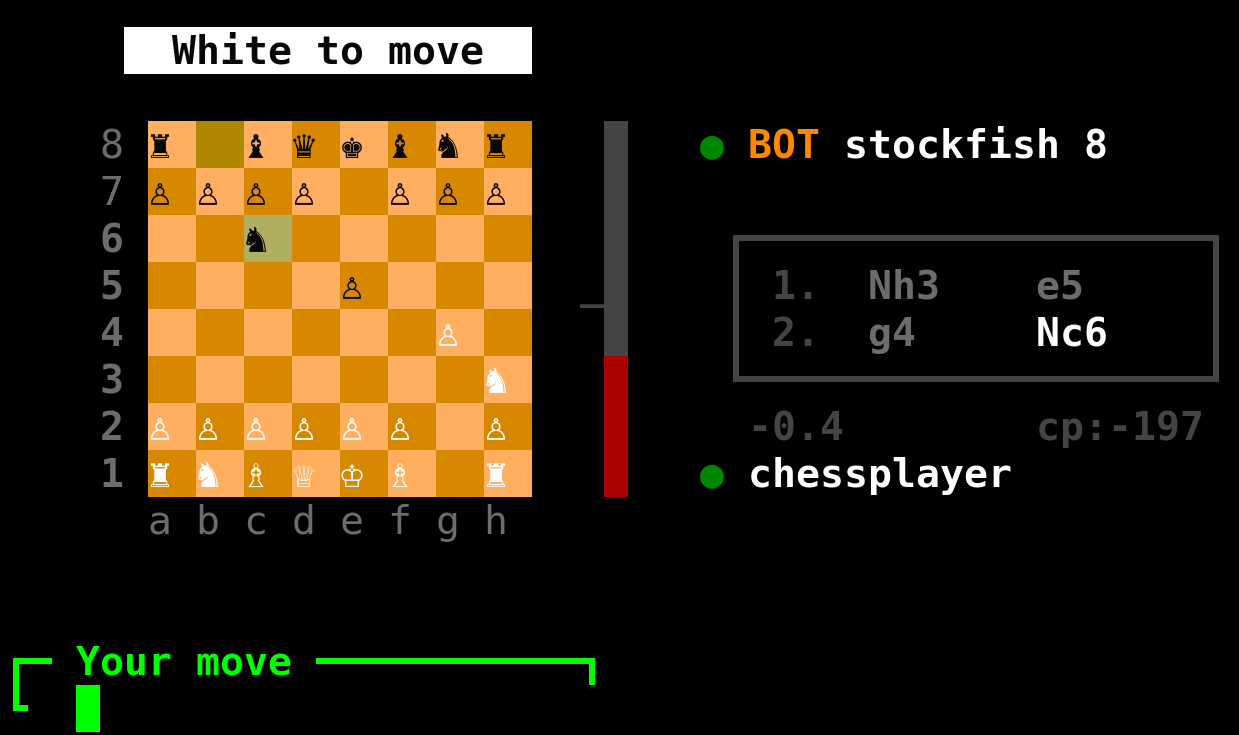 White to move
8
7
6
5
4
3
2
1
a b c d e f g h
BOT stockfish 8
1. Nh3 e5
2. g4 Nc6
-0.4 cp:-197
chessplayer
Your move